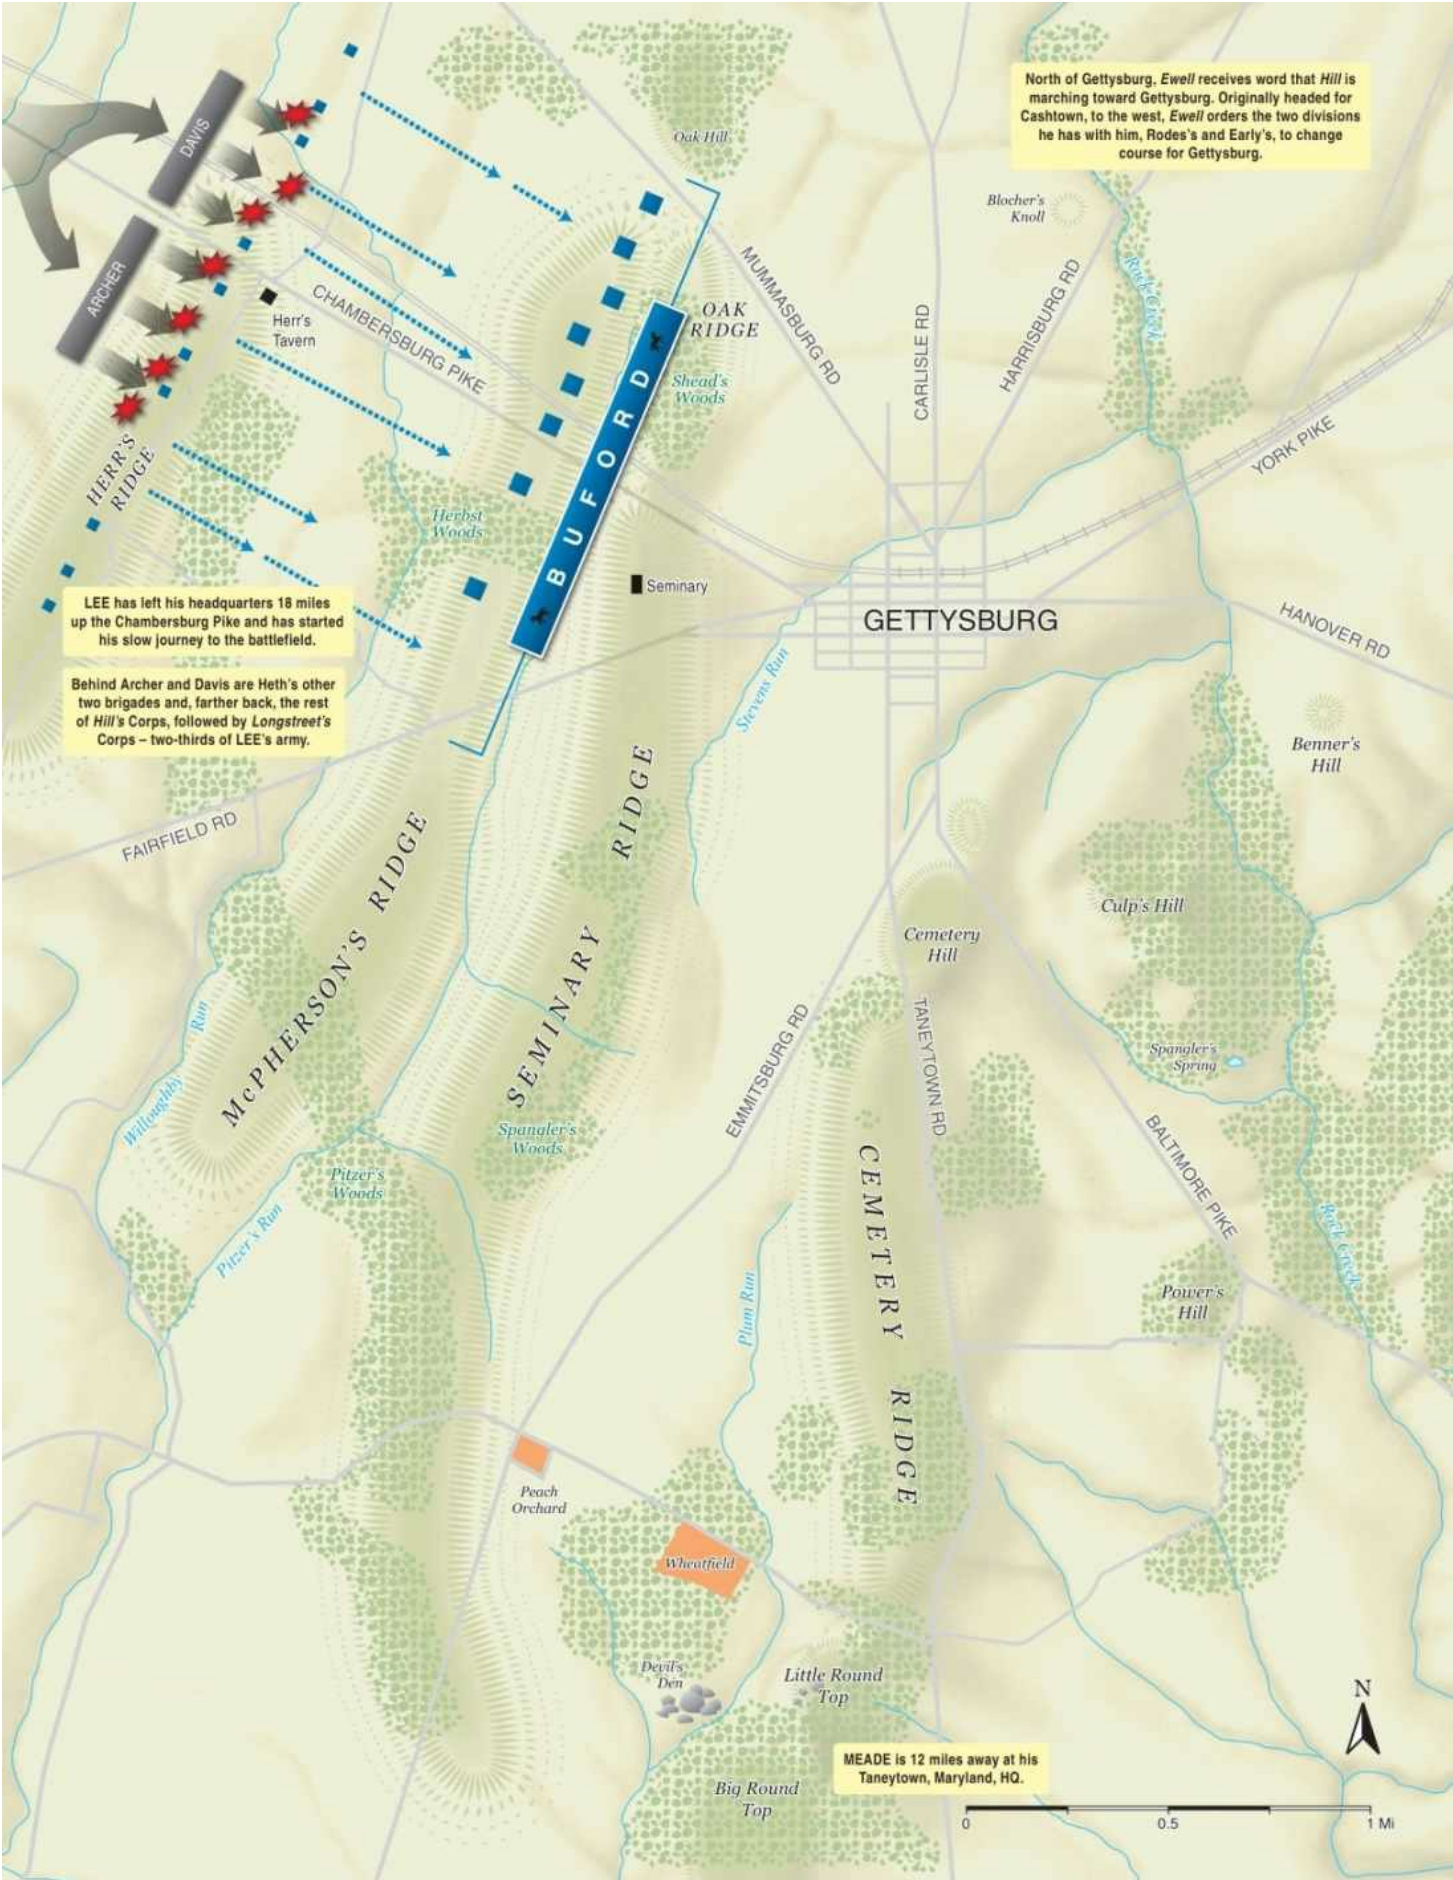 North of Gettysburg, Ewell receives word that Hill is
marching toward Gettysburg. Originally headed for
Cashtown, to the west, Ewell orders the two divisions
he has with him, Rodes's and Early's, to change
course for Gettysburg.
DAVIS
Oak Hill
Blocher's
Knoll
ARCHER
Rock Creek
MUMMASBURG RD
CARLISLE RD
HARRISBURG RD
Herr's
Tavern
CHAMBERSBURG PIKE
OAK
RIDGE
Shead's
Woods
BUFORD
YORK PIKE
HERR'S
RIDGE
Herbst
Woods
Seminary
GETTYSBURG
HANOVER RD
LEE has left his headquarters 18 miles
up the Chambersburg Pike and has started
his slow journey to the battlefield.
Behind Archer and Davis are Heth's other
two brigades and, farther back, the rest
of Hill's Corps, followed by Longstreet's
Corps – two-thirds of LEE's army.
Stevens Run
Benner's
Hill
FAIRFIELD RD
McPHERSON'S RIDGE
SEMINARY RIDGE
Culp's Hill
Cemetery
Hill
Willoughby Run
EMMITSBURG RD
TANEYTOWN RD
Spangler's
Spring
Spangler's
Woods
BALTIMORE PIKE
Pitzer's
Woods
Pitzer's Run
CEMETERY RIDGE
Plum Run
Rock Creek
Power's
Hill
Peach
Orchard
Wheatfield
Devil's
Den
Little Round
Top
N
MEADE is 12 miles away at his
Taneytown, Maryland, HQ.
Big Round
Top
0 0.5 1 Mi